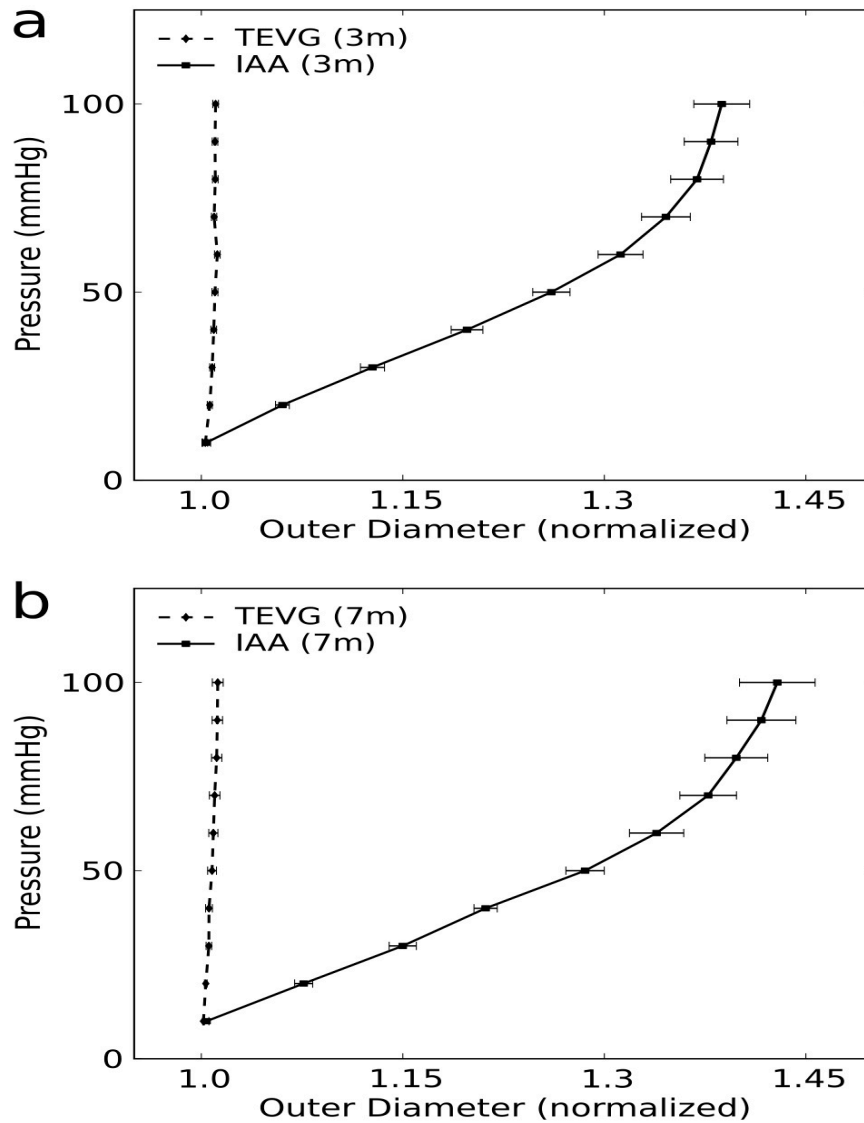 a
TEVG (3m)
IAA (3m)
100
50
0
Pressure (mmHg)
1.0 1.15 1.3 1.45
Outer Diameter (normalized)
b
TEVG (7m)
IAA (7m)
100
50
0
Pressure (mmHg)
1.0 1.15 1.3 1.45
Outer Diameter (normalized)